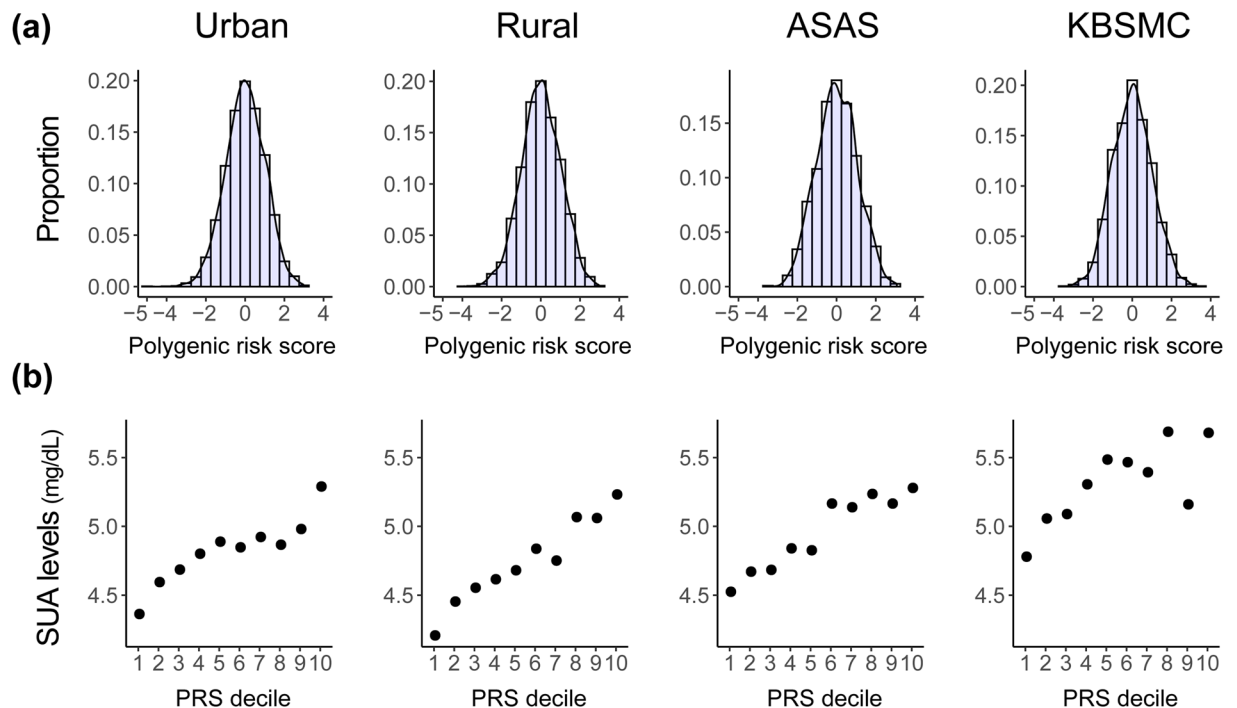 (a) Urban Rural ASAS KBSMC
Proportion
0.20 0.20 0.20
0.15 0.15 0.15 0.15
0.10 0.10 0.10 0.10
0.05 0.05 0.05 0.05
0.00 0.00 0.00 0.00
−5 −4 −2 0 2 4 −5 −4 −2 0 2 4 −5 −4 −2 0 2 4 −5 −4 −2 0 2 4
Polygenic risk score Polygenic risk score Polygenic risk score Polygenic risk score
(b)
SUA levels (mg/dL)
5.5 5.5 5.5 5.5
5.0 5.0 5.0 5.0
4.5 4.5 4.5 4.5
1 2 3 4 5 6 7 8 9 10 1 2 3 4 5 6 7 8 9 10 1 2 3 4 5 6 7 8 9 10 1 2 3 4 5 6 7 8 9 10
PRS decile PRS decile PRS decile PRS decile